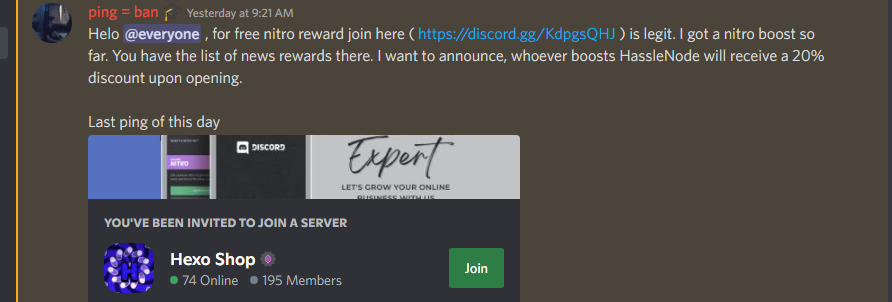 ping = ban Yesterday at 9:21 AM
Helo @everyone , for free nitro reward join here ( https://discord.gg/KdpgsQHJ ) is legit. I got a nitro boost so
far. You have the list of news rewards there. I want to announce, whoever boosts HassleNode will receive a 20%
discount upon opening.
Last ping of this day
NITRO
DISCORD
Expert
LET'S GROW YOUR ONLINE
BUSINESS WITH US
YOU'VE BEEN INVITED TO JOIN A SERVER
Hexo Shop
74 Online 195 Members
Join